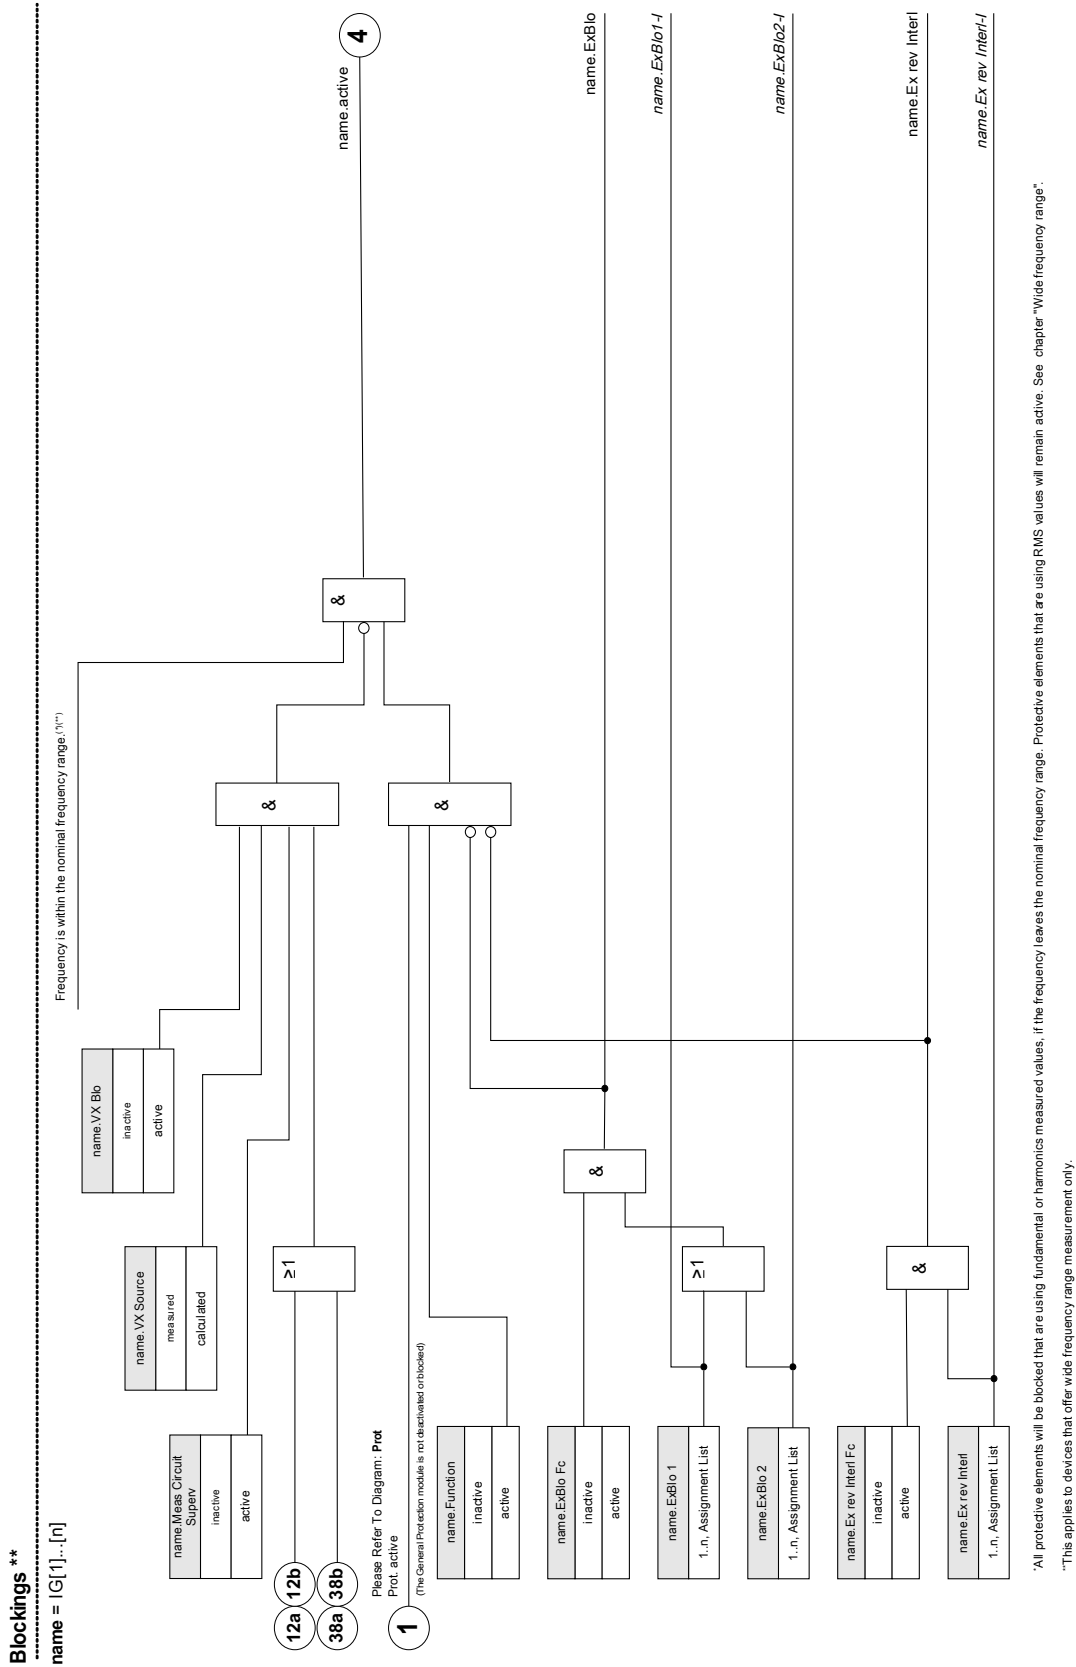 Blockings **
name = IG[1]...[n]
Frequency is within the nominal frequency range.(*)(**)
name.VX Blo
inactive
active
name.VX Source
measured
calculated
name.Meas Circuit
Superv
inactive
active
12a
12b
38a
38b
≥1
&
&
name.active
4
Please Refer To Diagram: Prot
Prot. active
1
(The General Protection module is not deactivated or blocked)
&
name.Function
inactive
active
name.ExBlo Fc
inactive
active
&
name.ExBlo
name.ExBlo 1
1..n, Assignment List
≥1
name.ExBlo1-I
name.ExBlo 2
1..n, Assignment List
name.ExBlo2-I
name.Ex rev Interl Fc
inactive
active
&
name.Ex rev Interl
name.Ex rev Interl
1..n, Assignment List
name.Ex rev Interl-I
*All protective elements will be blocked that are using fundamental or harmonics measured values, if the frequency leaves the nominal frequency range. Protective elements that are using RMS values will remain active. See chapter "Wide frequency range".
**This applies to devices that offer wide frequency range measurement only.